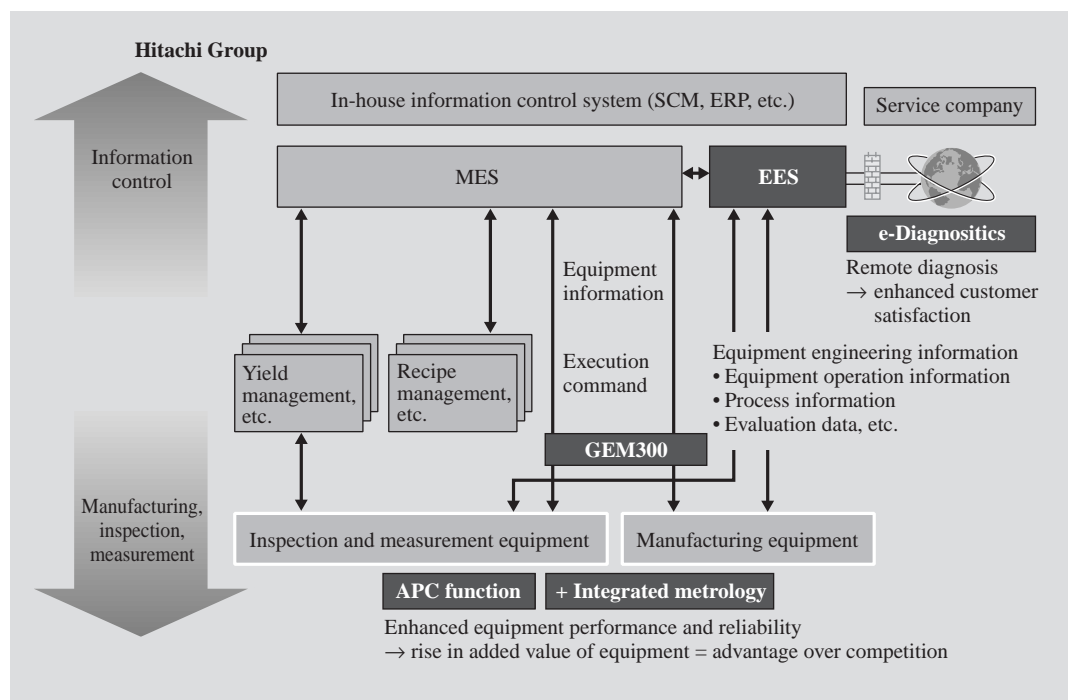 Hitachi Group
In-house information control system (SCM, ERP, etc.)
Service company
Information
control
MES
EES
e-Diagnositics
Remote diagnosis
→ enhanced customer
satisfaction
Equipment
information
Execution
command
Yield
management,
etc.
Recipe
management,
etc.
Equipment engineering information
• Equipment operation information
• Process information
• Evaluation data, etc.
GEM300
Manufacturing,
inspection,
measurement
Inspection and measurement equipment
Manufacturing equipment
APC function
+ Integrated metrology
Enhanced equipment performance and reliability
→ rise in added value of equipment = advantage over competition